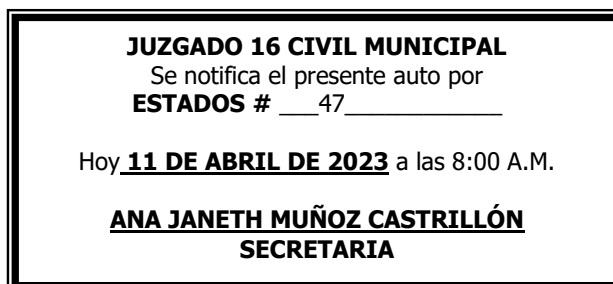 JUZGADO 16 CIVIL MUNICIPAL
Se notifica el presente auto por
ESTADOS # ___47____________
Hoy 11 DE ABRIL DE 2023 a las 8:00 A.M.
ANA JANETH MUÑOZ CASTRILLÓN
SECRETARIA